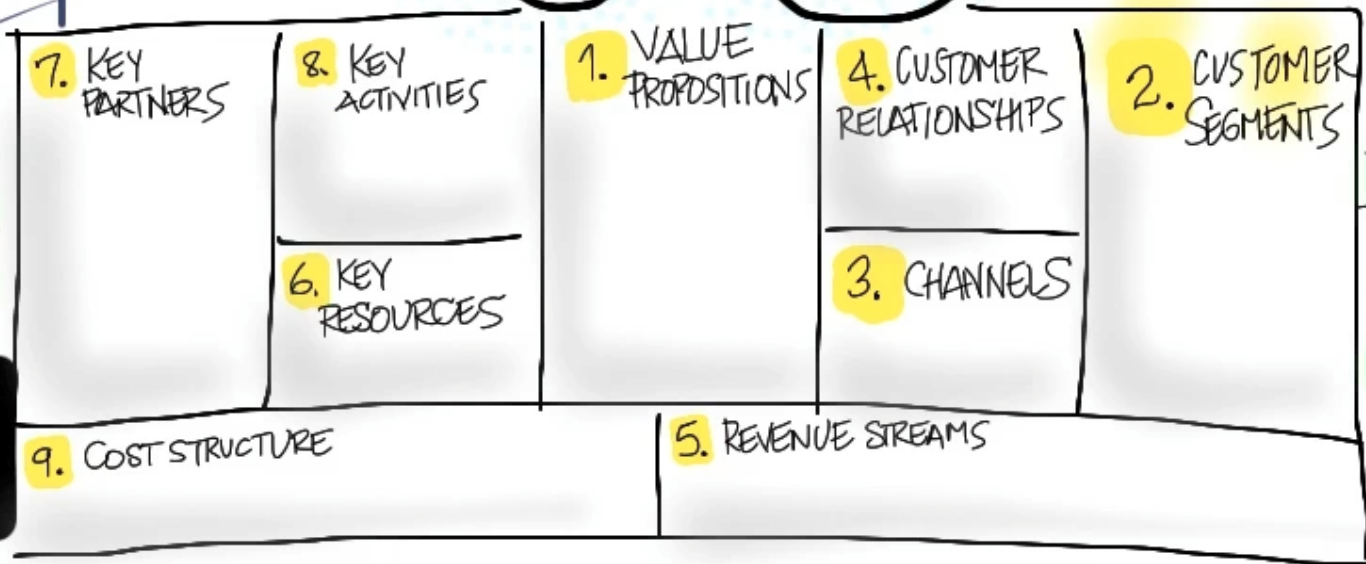 7. KEY
PARTNERS
8. KEY
ACTIVITIES
6. KEY
RESOURCES
1. VALUE
PROPOSITIONS
4. CUSTOMER
RELATIONSHIPS
3. CHANNELS
2. CUSTOMER
SEGMENTS
9. COST STRUCTURE
5. REVENUE STREAMS